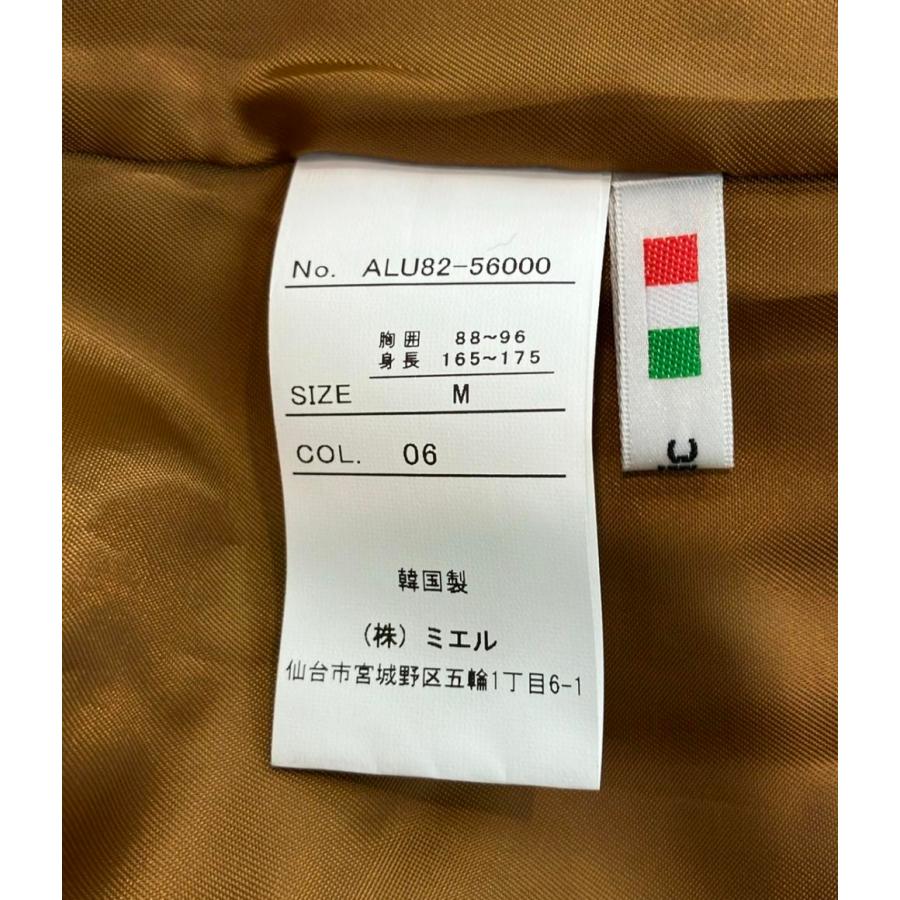 No. ALU82-56000
胸囲 88~96
身長 165~175
SIZE M
COL. 06
韓国製
(株)ミエル
仙台市宮城野区五輪1丁目6-1